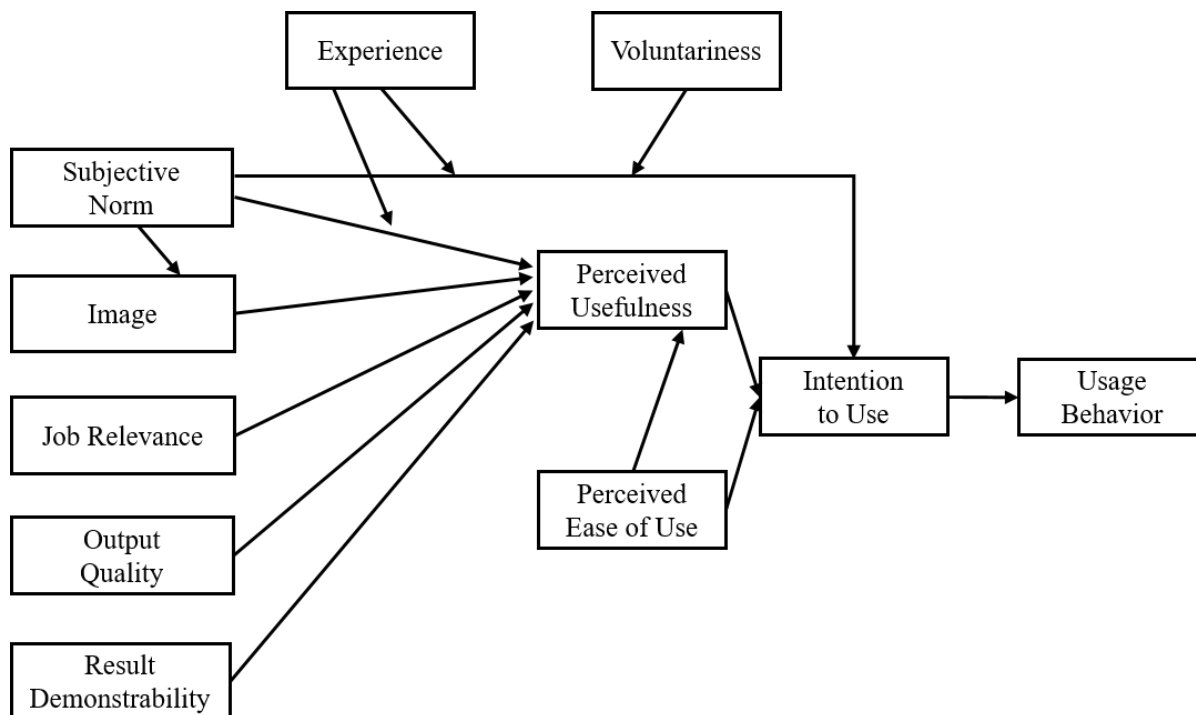 Experience
Voluntariness
Subjective
Norm
Image
Job Relevance
Output
Quality
Result
Demonstrability
Perceived
Usefulness
Perceived
Ease of Use
Intention
to Use
Usage
Behavior